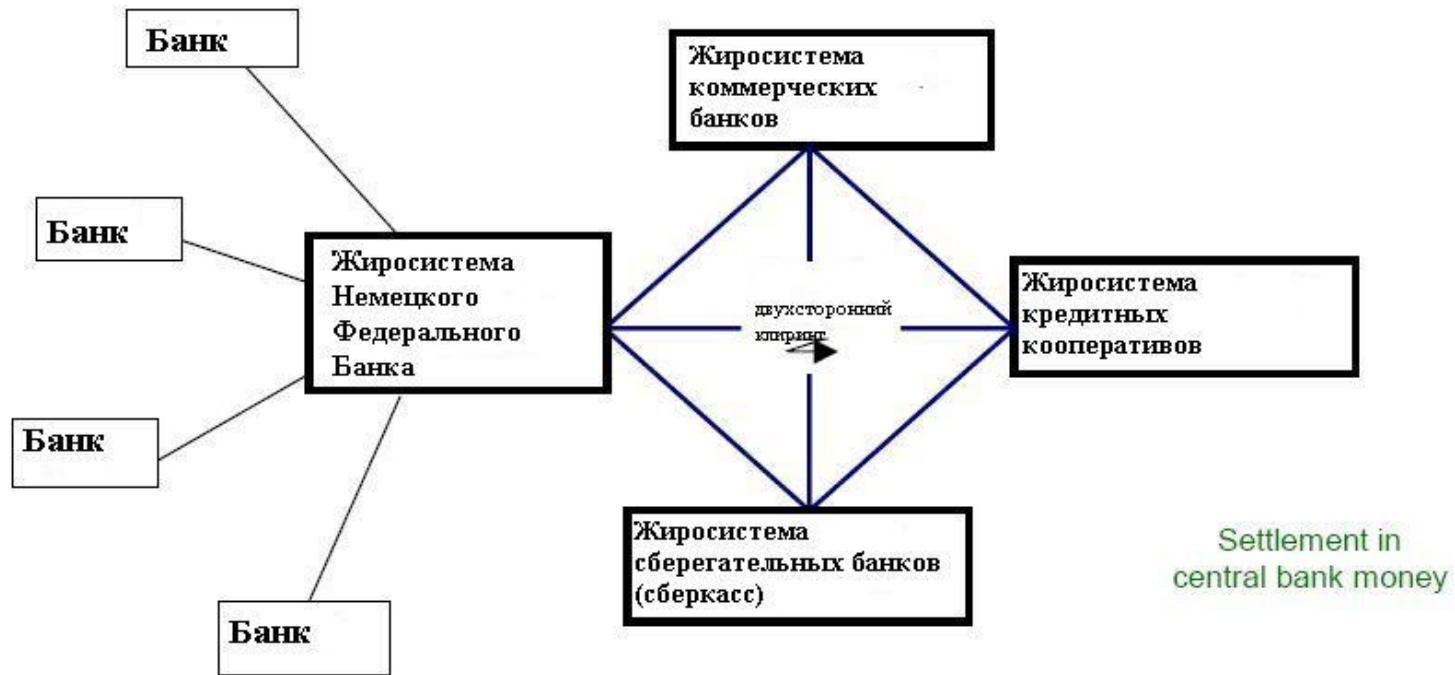 Банк
Жиросистема
коммерческих
банков
Банк
Жиросистема
Немецкого
Федерального
Банка
двухсторонний
клиринг
Жиросистема
кредитных
кооперативов
Банк
Жиросистема
сберегательных банков
(сберкасс)
Банк
Settlement in
central bank money